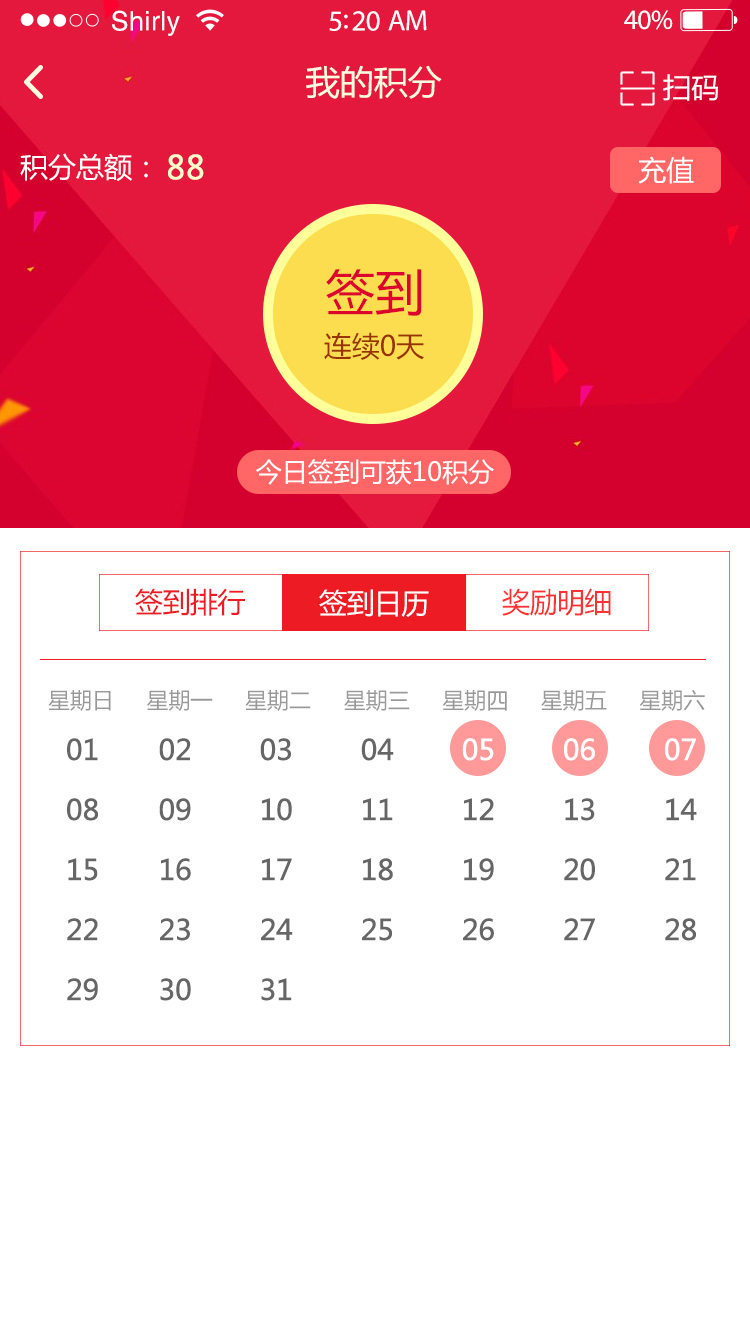 Shirly 5:20 AM 40%
我的积分 扫码
积分总额： 88 充值
签到
连续0天
今日签到可获10积分
签到排行 签到日历 奖励明细
星期日 星期一 星期二 星期三 星期四 星期五 星期六
01 02 03 04 05 06 07
08 09 10 11 12 13 14
15 16 17 18 19 20 21
22 23 24 25 26 27 28
29 30 31